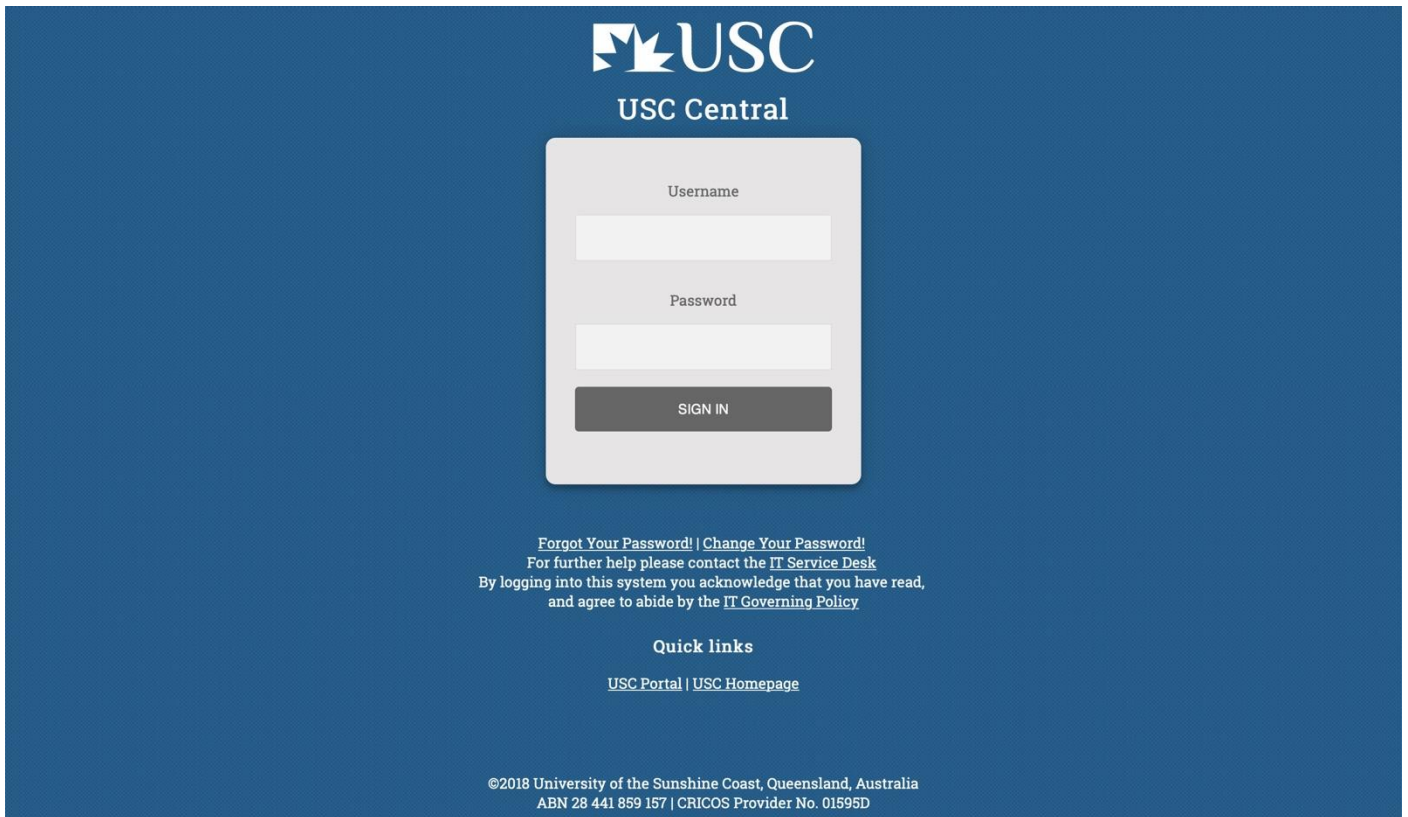 USC
USC Central
Username
Password
SIGN IN
Forgot Your Password! | Change Your Password!
For further help please contact the IT Service Desk
By logging into this system you acknowledge that you have read,
and agree to abide by the IT Governing Policy
Quick links
USC Portal | USC Homepage
©2018 University of the Sunshine Coast, Queensland, Australia
ABN 28 441 859 157 | CRICOS Provider No. 01595D